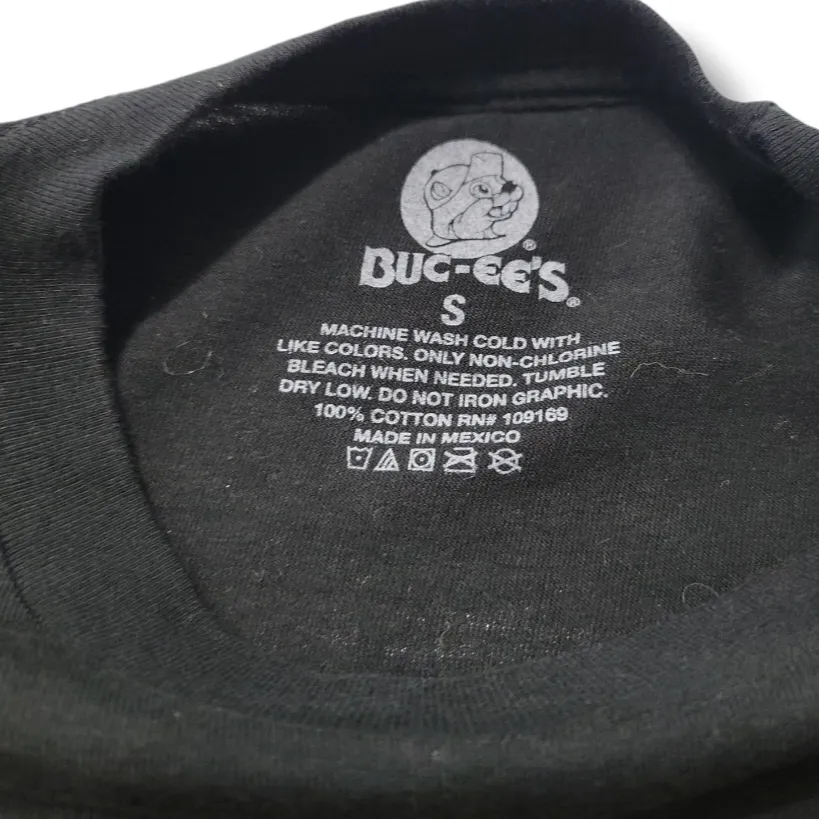 BUC-EE'S®
S
MACHINE WASH COLD WITH
LIKE COLORS. ONLY NON-CHLORINE
BLEACH WHEN NEEDED. TUMBLE
DRY LOW. DO NOT IRON GRAPHIC.
100% COTTON RN# 109169
MADE IN MEXICO